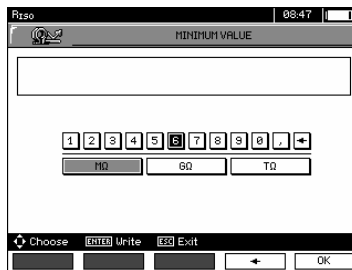 Riso 08:47
MINIMUM VALUE
1 2 3 4 5 6 7 8 9 0 , ←
MΩ GΩ TΩ
Choose ENTER Write ESC Exit
← OK